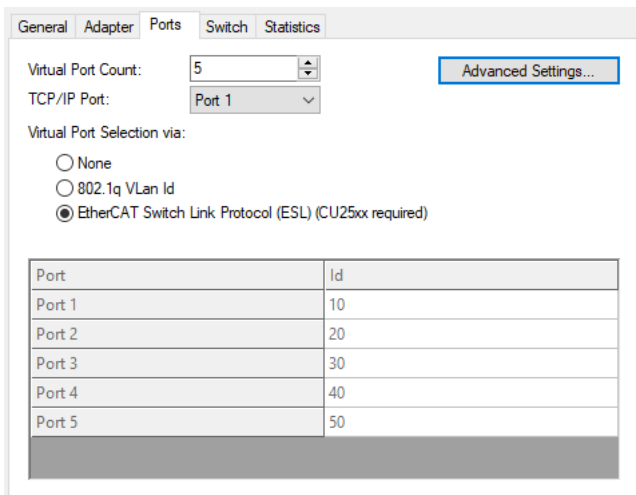 General Adapter Ports Switch Statistics
Virtual Port Count: 5 Advanced Settings...
TCP/IP Port: Port 1
Virtual Port Selection via:
None
802.1q VLan Id
EtherCAT Switch Link Protocol (ESL) (CU25xx required)
Port Id
Port 1 10
Port 2 20
Port 3 30
Port 4 40
Port 5 50